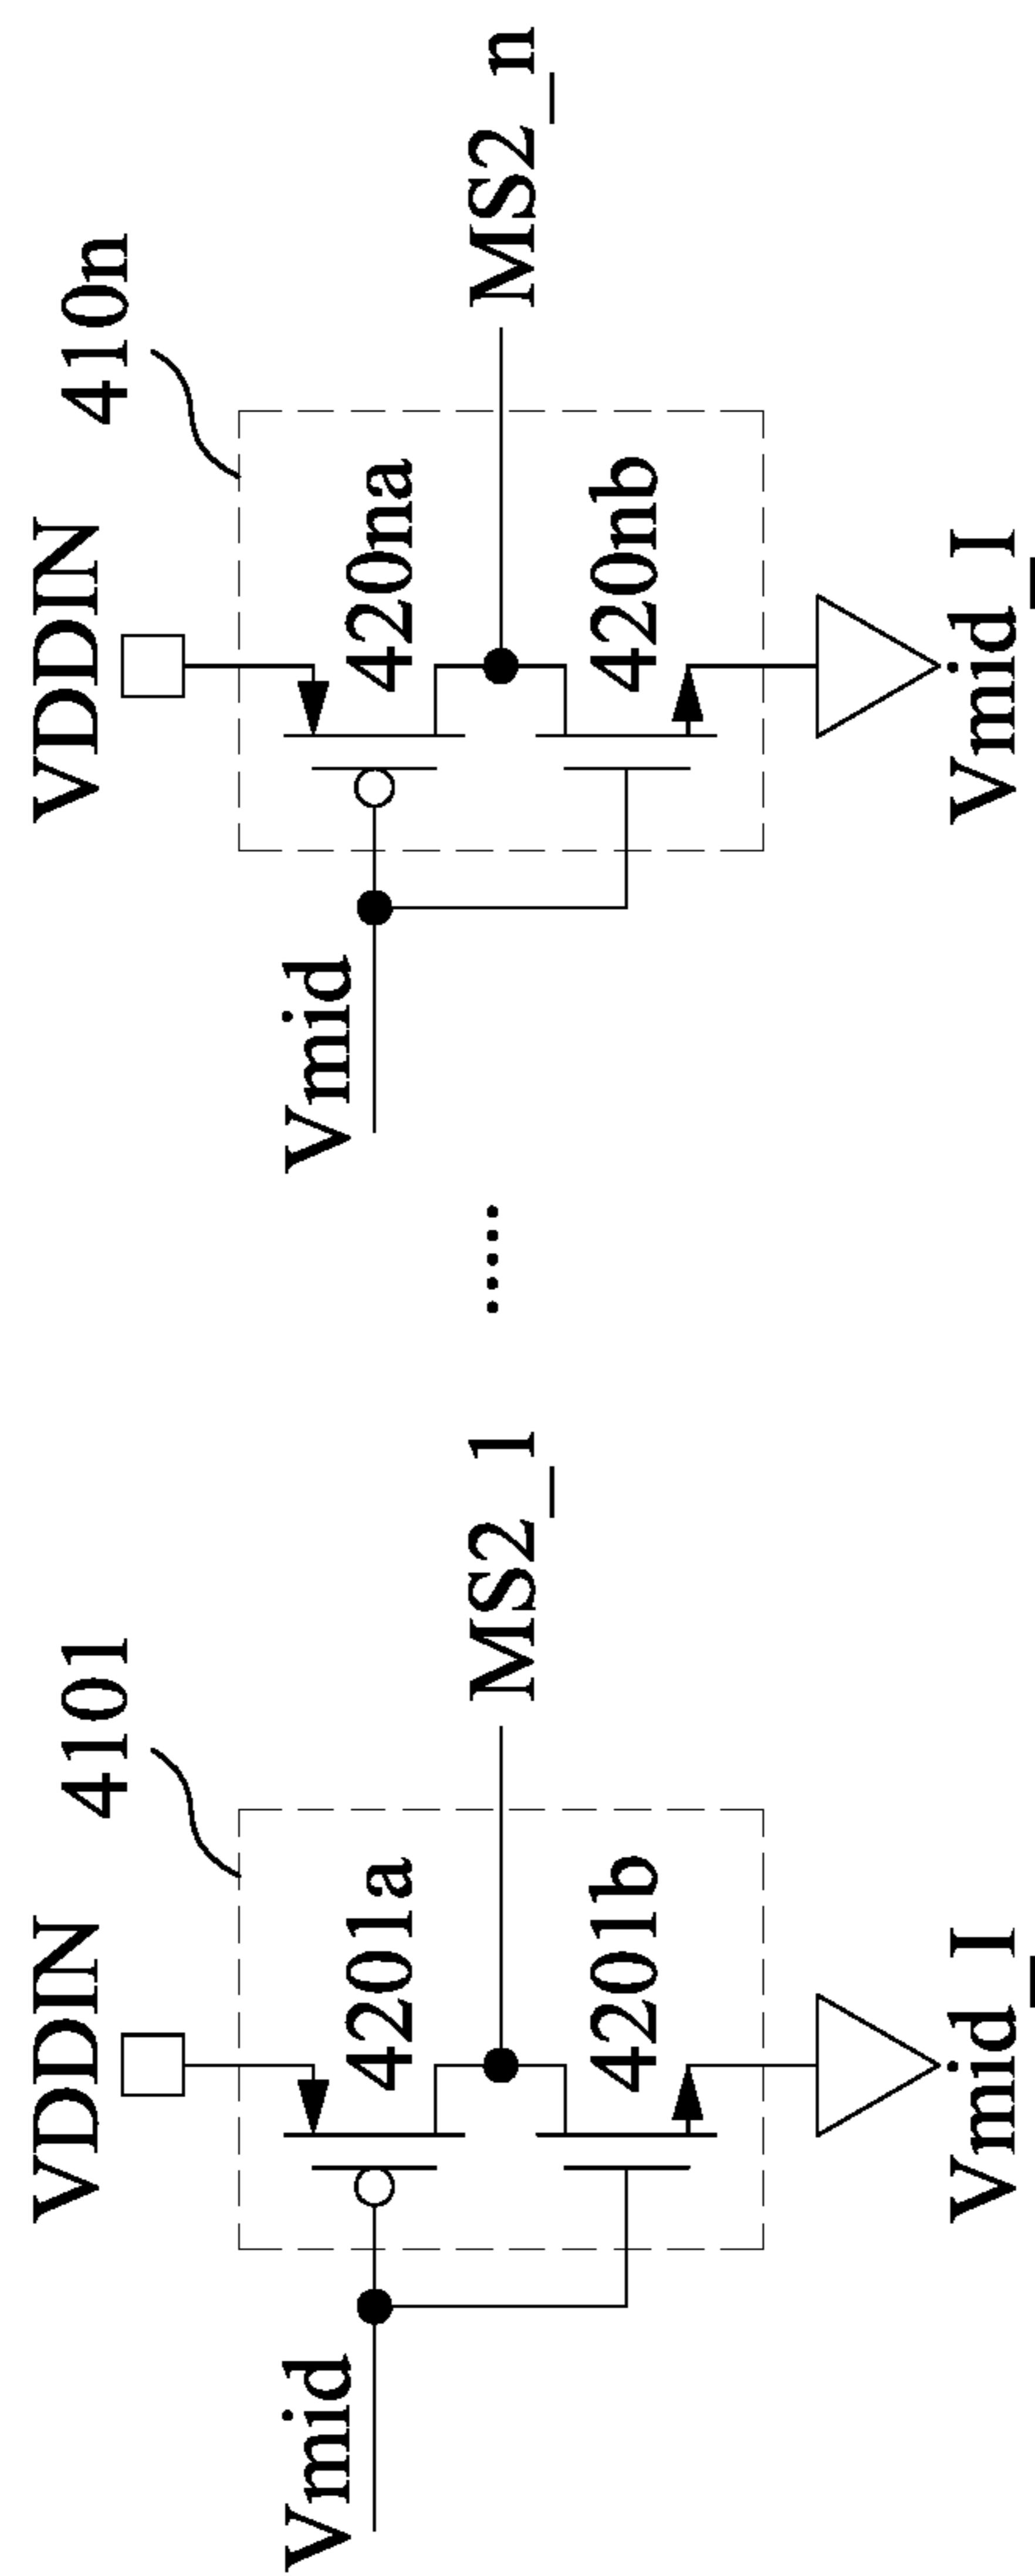 VDDIN
4101
Vmid
4201a
MS2_1
4201b
Vmid_I
.....
VDDIN
410n
Vmid
420na
MS2_n
420nb
Vmid_I